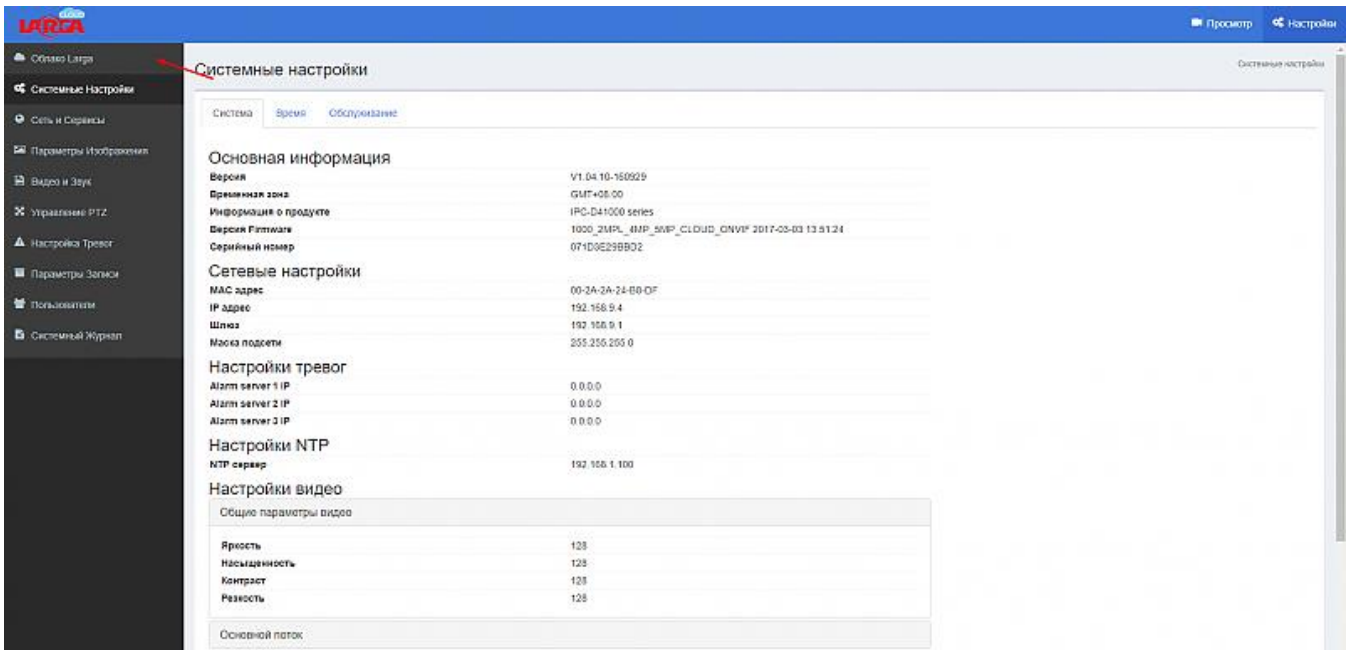 LARGA CLOUD
Просмотр Настройки
Облако Larga
Системные Настройки
Сеть и Сервисы
Параметры Изображения
Видео и Звук
Управление PTZ
Настройка Тревог
Параметры Записи
Пользователи
Системный Журнал
Системные настройки Системные настройки
Система Время Обслуживание
Основная информация
Версия V1.04.10-160929
Временная зона GMT+08:00
Информация о продукте IPC-D41000 series
Версия Firmware 1000_2MPL_4MP_5MP_CLOUD_ONVIF 2017-03-03 13:51:24
Серийный номер
Сетевые настройки
MAC адрес 00-2A-2A-24-B0-DF
IP адрес 192.168.9.4
Шлюз 192.168.9.1
Маска подсети 255.255.255.0
Настройки тревог
Alarm server 1 IP 0.0.0.0
Alarm server 2 IP 0.0.0.0
Alarm server 3 IP 0.0.0.0
Настройки NTP
NTP сервер 192.168.1.100
Настройки видео
Общие параметры видео
Яркость 128
Насыщенность 128
Контраст 128
Резкость 128
Основной поток